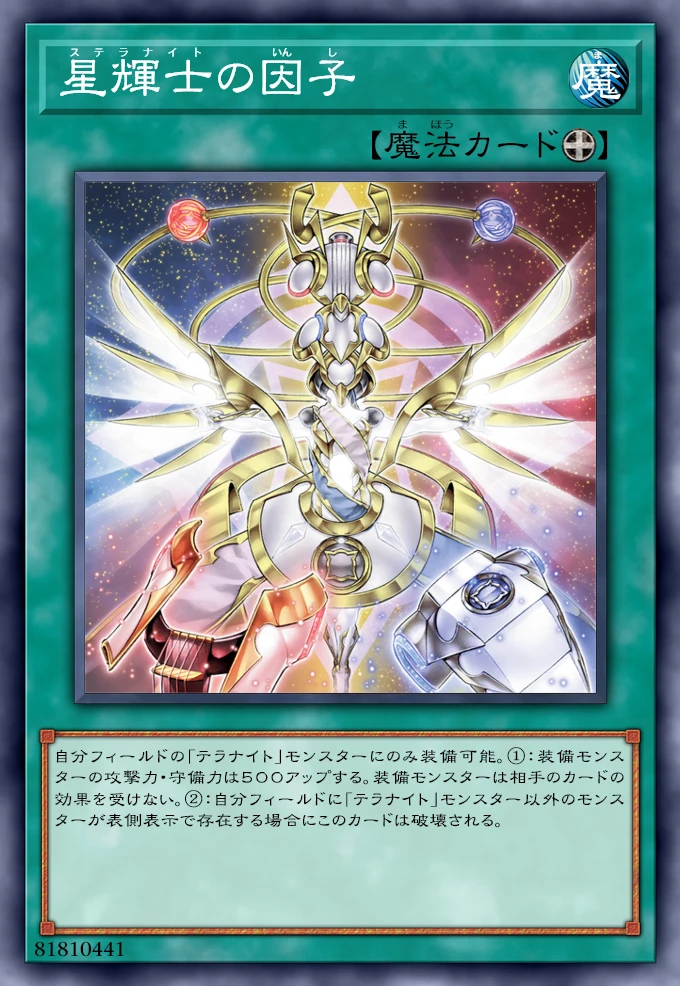 ステラナイト いんし
星輝士の因子
ま
魔
まほう
【魔法カード】
自分フィールドの「テラナイト」モンスターにのみ装備可能。①:装備モンス
ターの攻撃力・守備力は５００アップする。装備モンスターは相手のカードの
効果を受けない。②:自分フィールドに「テラナイト」モンスター以外のモンス
ターが表側表示で存在する場合にこのカードは破壊される。
81810441